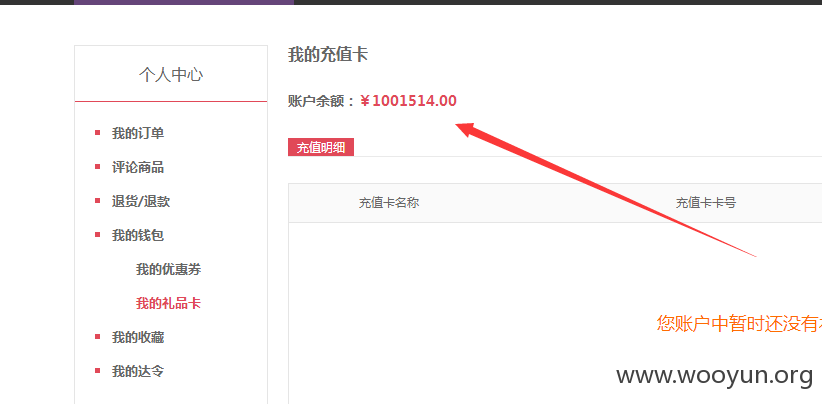 个人中心
我的订单
评论商品
退货/退款
我的钱包
我的优惠券
我的礼品卡
我的收藏
我的达令
我的充值卡
账户余额：￥1001514.00
充值明细
充值卡名称 充值卡卡号
您账户中暂时还没有
www.wooyun.org